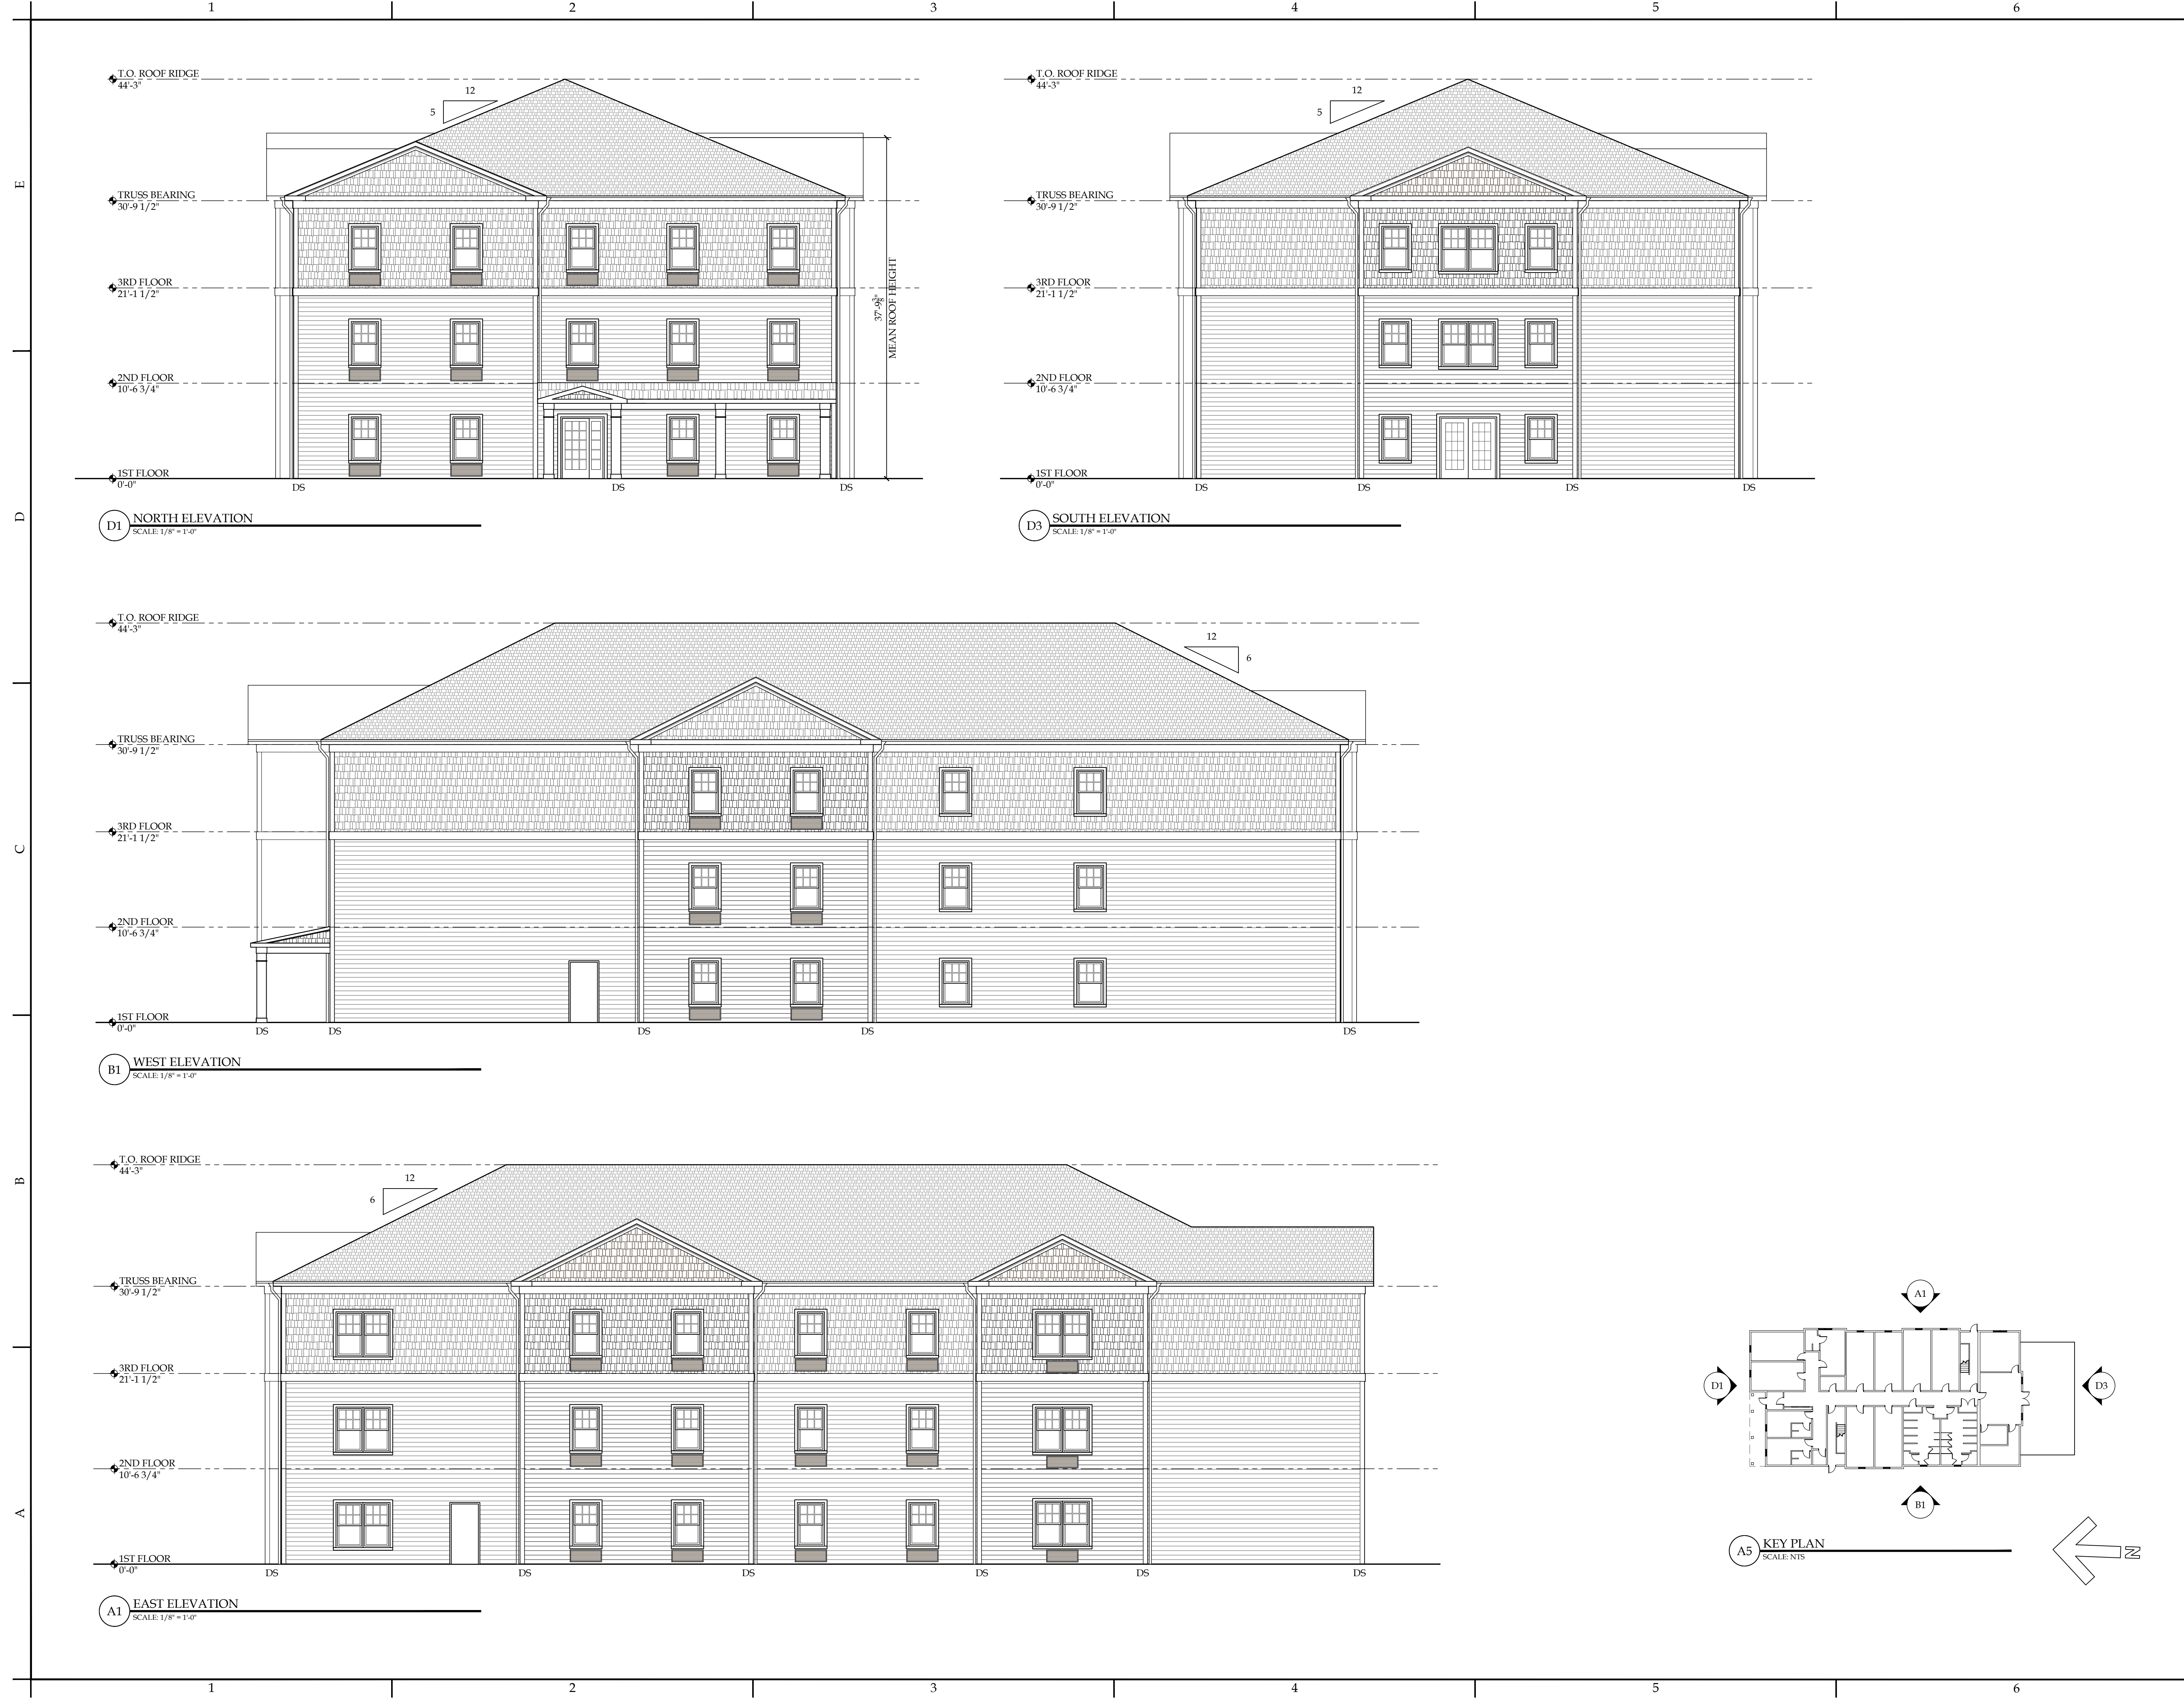 1 2 3 4 5 6
E
D
C
B
A
T.O. ROOF RIDGE
44'-3"
12
5
TRUSS BEARING
30'-9 1/2"
3RD FLOOR
21'-1 1/2"
2ND FLOOR
10'-6 3/4"
1ST FLOOR
0'-0"
37'-9 3/8"
MEAN ROOF HEIGHT
DS DS DS
D1 NORTH ELEVATION
SCALE: 1/8" = 1'-0"
T.O. ROOF RIDGE
44'-3"
12
5
TRUSS BEARING
30'-9 1/2"
3RD FLOOR
21'-1 1/2"
2ND FLOOR
10'-6 3/4"
1ST FLOOR
0'-0"
DS DS DS DS
D3 SOUTH ELEVATION
SCALE: 1/8" = 1'-0"
T.O. ROOF RIDGE
44'-3"
12
6
TRUSS BEARING
30'-9 1/2"
3RD FLOOR
21'-1 1/2"
2ND FLOOR
10'-6 3/4"
1ST FLOOR
0'-0"
DS DS DS DS DS
B1 WEST ELEVATION
SCALE: 1/8" = 1'-0"
T.O. ROOF RIDGE
44'-3"
12
6
TRUSS BEARING
30'-9 1/2"
3RD FLOOR
21'-1 1/2"
2ND FLOOR
10'-6 3/4"
1ST FLOOR
0'-0"
DS DS DS DS DS DS
A1 EAST ELEVATION
SCALE: 1/8" = 1'-0"
A1
D1 D3
B1
A5 KEY PLAN
SCALE: NTS
N
1 2 3 4 5 6